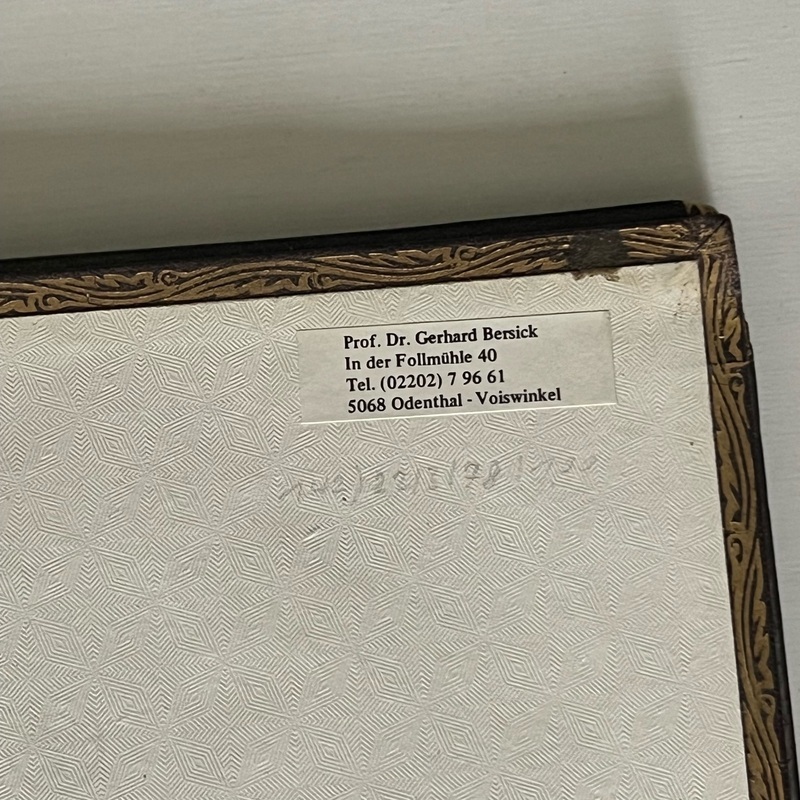 Prof. Dr. Gerhard Bersick
In der Follmühle 40
Tel. (02202) 7 96 61
5068 Odenthal - Voiswinkel